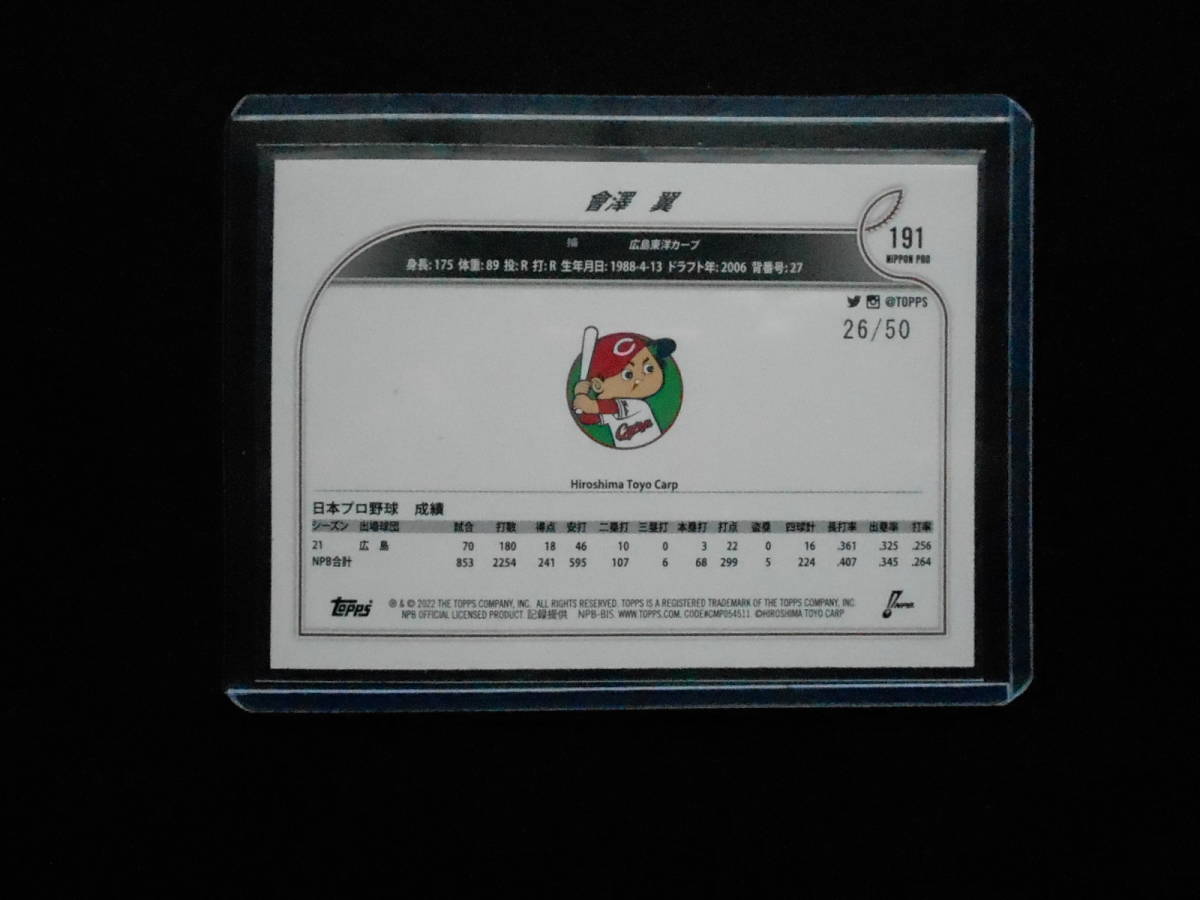 會澤 翼
捕 広島東洋カープ
191
NIPPON PRO
身長: 175 体重: 89 投: R 打: R 生年月日: 1988-4-13 ドラフト年: 2006 背番号: 27
@TOPPS
26/50
C
Carp
Hiroshima Toyo Carp
日本プロ野球 成績
シーズン 出場球団 試合 打数 得点 安打 二塁打 三塁打 本塁打 打点 盗塁 四球計 長打率 出塁率 打率
21 広 島 70 180 18 46 10 0 3 22 0 16 .361 .325 .256
NPB合計 853 2254 241 595 107 6 68 299 5 224 .407 .345 .264
Topps
® & © 2022 THE TOPPS COMPANY, INC. ALL RIGHTS RESERVED. TOPPS IS A REGISTERED TRADEMARK OF THE TOPPS COMPANY, INC.
NPB OFFICIAL LICENSED PRODUCT 記録提供 NPB-BIS. WWW.TOPPS.COM. CODE#CMP054511. ©HIROSHIMA TOYO CARP
NPB